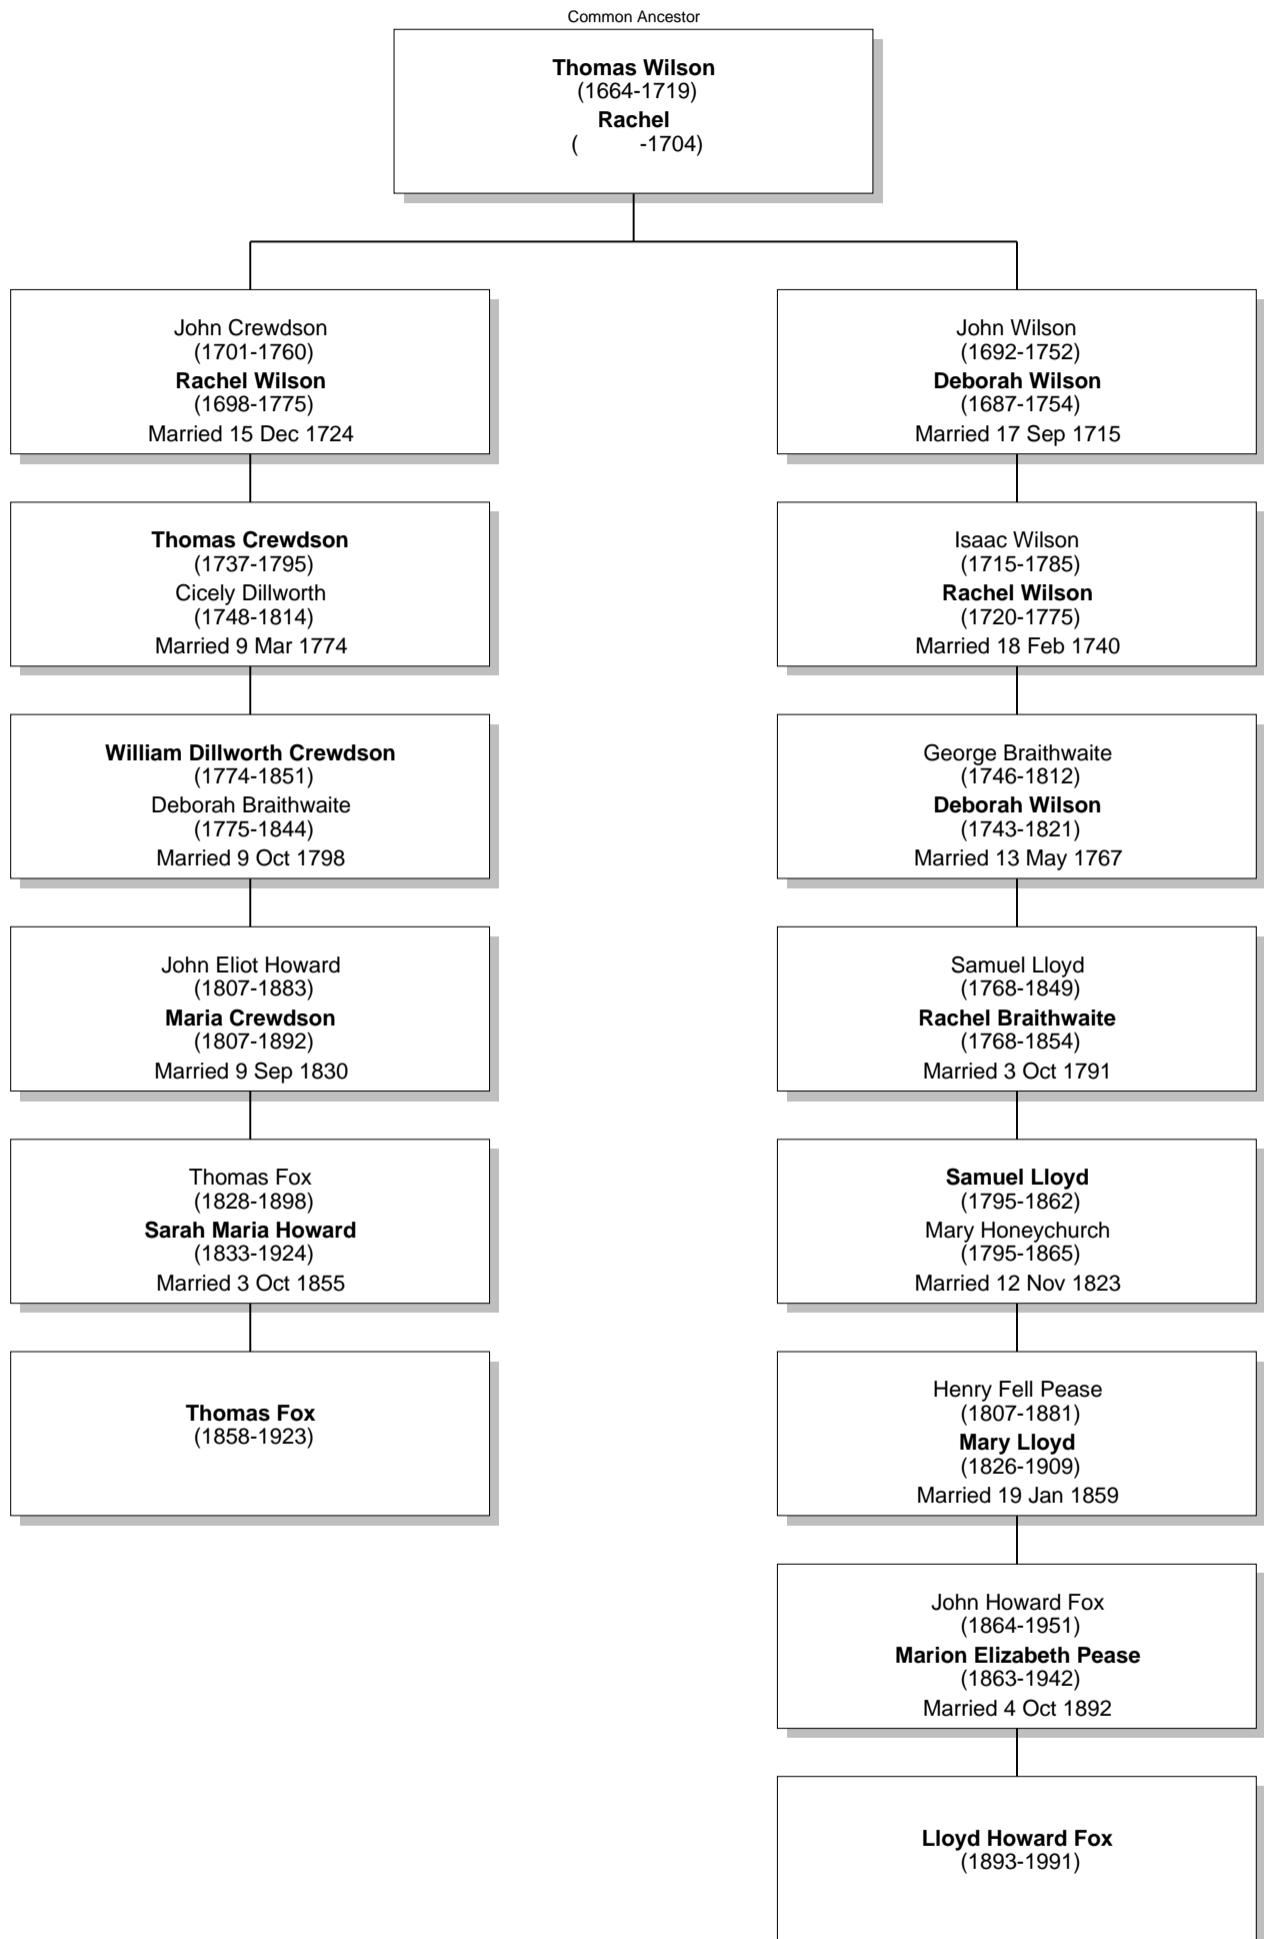 Common Ancestor
Thomas Wilson
(1664-1719)
Rachel
(          -1704)
John Crewdson
(1701-1760)
Rachel Wilson
(1698-1775)
Married 15 Dec 1724
John Wilson
(1692-1752)
Deborah Wilson
(1687-1754)
Married 17 Sep 1715
Thomas Crewdson
(1737-1795)
Cicely Dillworth
(1748-1814)
Married 9 Mar 1774
Isaac Wilson
(1715-1785)
Rachel Wilson
(1720-1775)
Married 18 Feb 1740
William Dillworth Crewdson
(1774-1851)
Deborah Braithwaite
(1775-1844)
Married 9 Oct 1798
George Braithwaite
(1746-1812)
Deborah Wilson
(1743-1821)
Married 13 May 1767
John Eliot Howard
(1807-1883)
Maria Crewdson
(1807-1892)
Married 9 Sep 1830
Samuel Lloyd
(1768-1849)
Rachel Braithwaite
(1768-1854)
Married 3 Oct 1791
Thomas Fox
(1828-1898)
Sarah Maria Howard
(1833-1924)
Married 3 Oct 1855
Samuel Lloyd
(1795-1862)
Mary Honeychurch
(1795-1865)
Married 12 Nov 1823
Thomas Fox
(1858-1923)
Henry Fell Pease
(1807-1881)
Mary Lloyd
(1826-1909)
Married 19 Jan 1859
John Howard Fox
(1864-1951)
Marion Elizabeth Pease
(1863-1942)
Married 4 Oct 1892
Lloyd Howard Fox
(1893-1991)